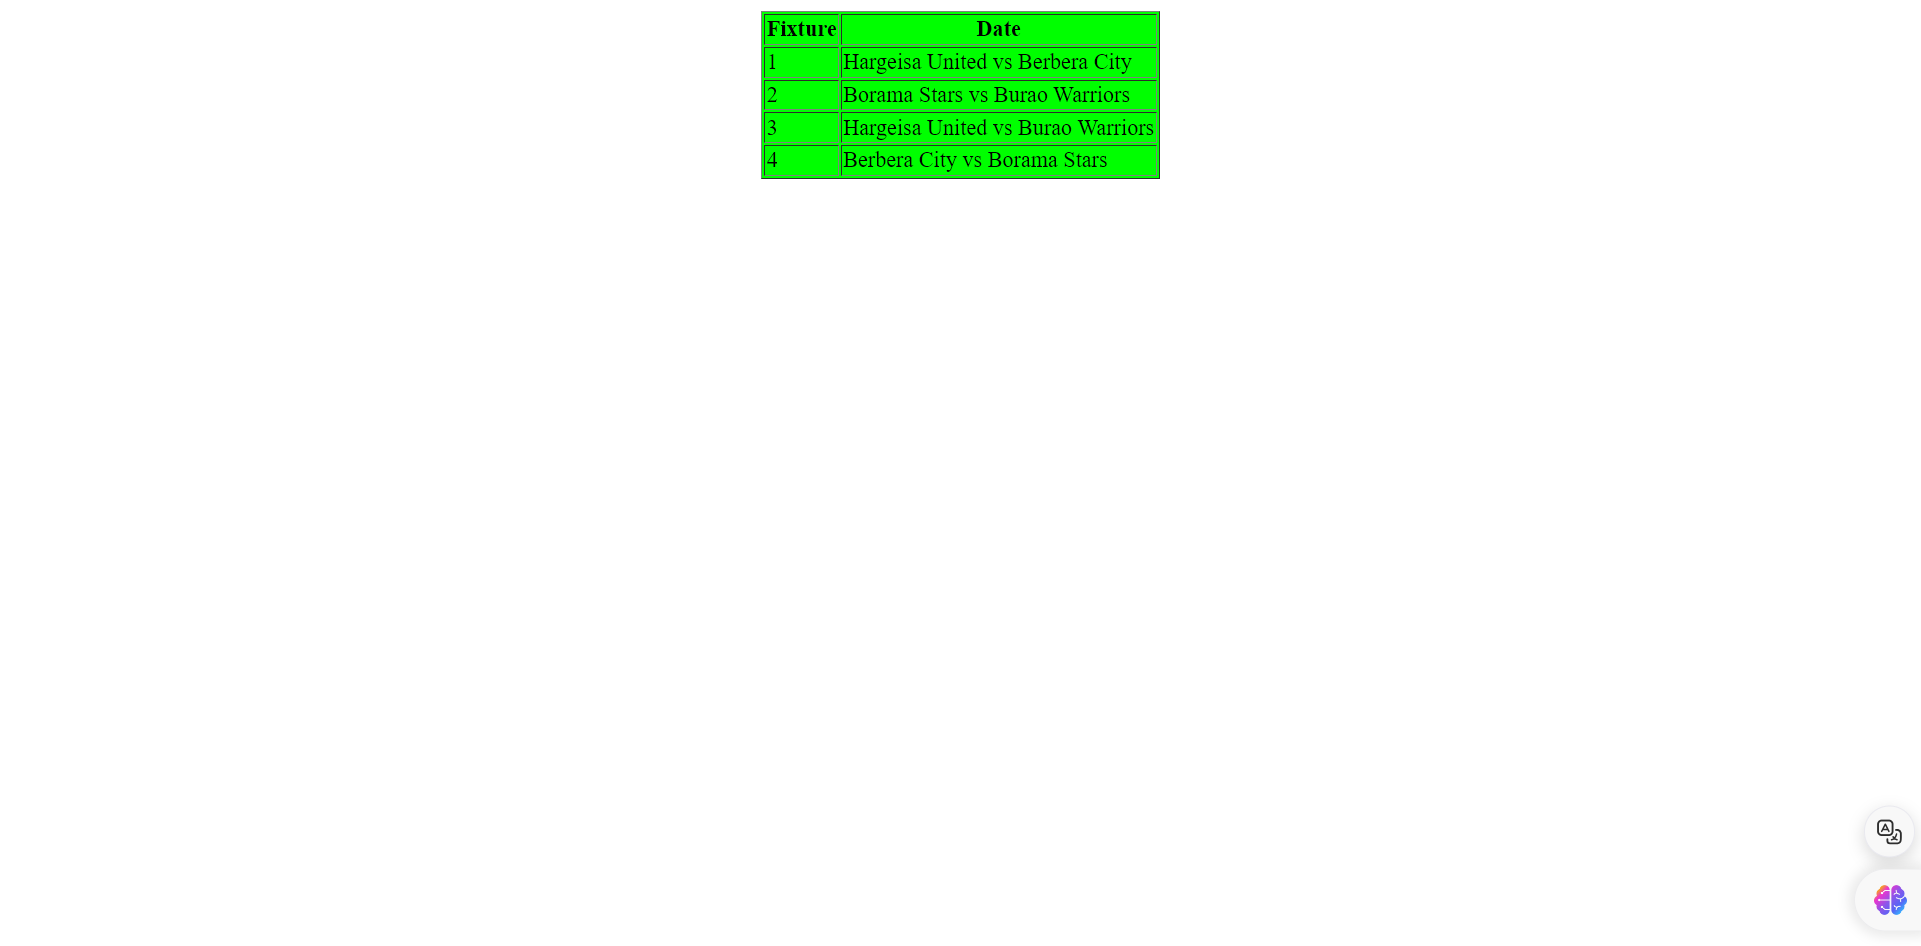 Fixture Date
1 Hargeisa United vs Berbera City
2 Borama Stars vs Burao Warriors
3 Hargeisa United vs Burao Warriors
4 Berbera City vs Borama Stars